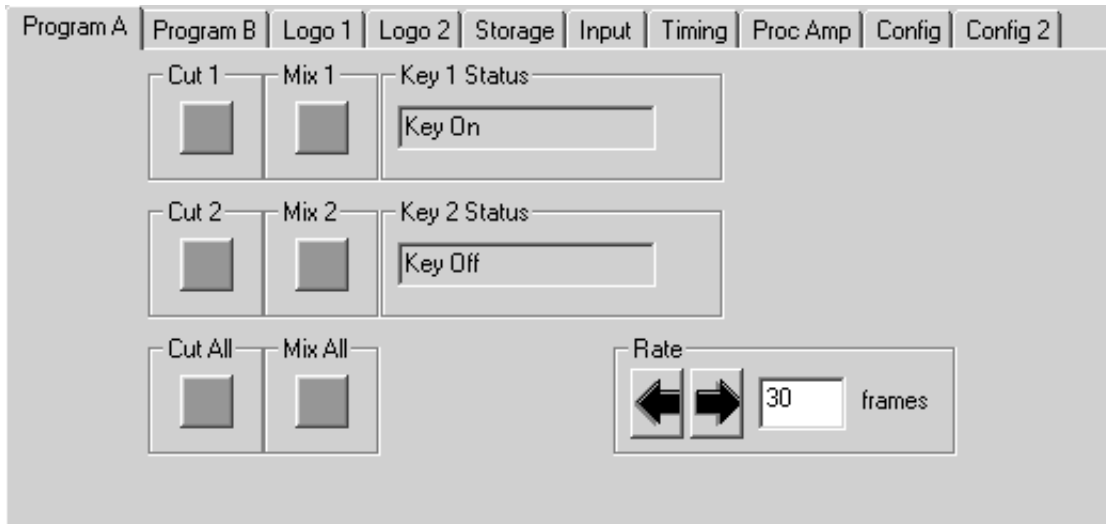 Program A Program B Logo 1 Logo 2 Storage Input Timing Proc Amp Config Config 2
Cut 1 Mix 1 Key 1 Status
Key On
Cut 2 Mix 2 Key 2 Status
Key Off
Cut All Mix All Rate
30 frames